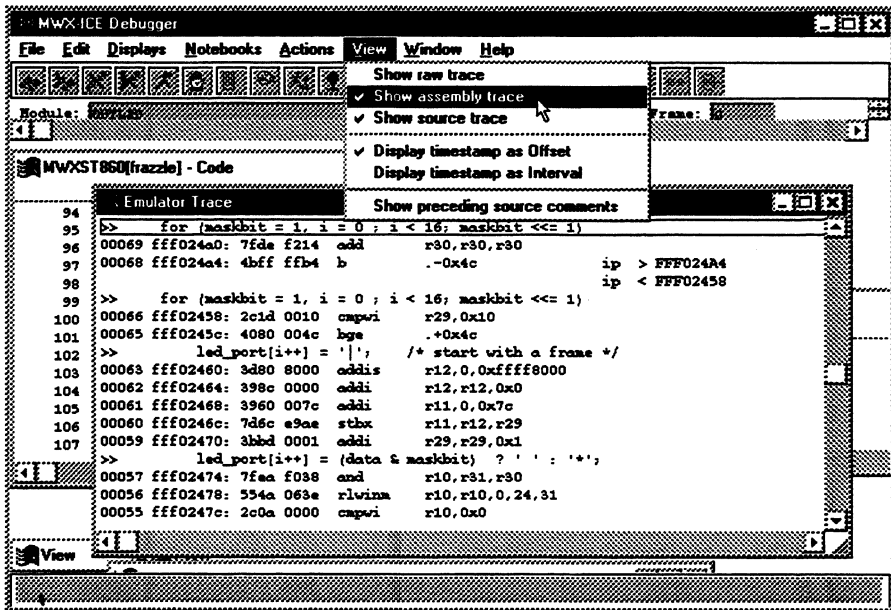 MWX-ICE Debugger
File Edit Displays Notebooks Actions View Window Help
Show raw trace
✓ Show assembly trace
✓ Show source trace
✓ Display timestamp as Offset
Display timestamp as Interval
Show preceding source comments
Module:
Frame: 0
MWXST860[frazzle] - Code
Emulator Trace
94
95
96
97
98
99
100
101
102
103
104
105
106
107
>> for (maskbit = 1, i = 0 ; i < 16; maskbit <<= 1)
00069 fff024a0: 7fde f214 add r30,r30,r30
00068 fff024a4: 4bff ffb4 b .-0x4c ip > FFF024A4
ip < FFF02458
>> for (maskbit = 1, i = 0 ; i < 16; maskbit <<= 1)
00066 fff02458: 2c1d 0010 cmpwi r29,0x10
00065 fff0245c: 4080 004c bge .+0x4c
>> led_port[i++] = '|'; /* start with a frame */
00063 fff02460: 3d80 8000 addis r12,0,0xffff8000
00062 fff02464: 398c 0000 addi r12,r12,0x0
00061 fff02468: 3960 007c addi r11,0,0x7c
00060 fff0246c: 7d6c e9ae stbx r11,r12,r29
00059 fff02470: 3bbd 0001 addi r29,r29,0x1
>> led_port[i++] = (data & maskbit) ? ' ' : '*';
00057 fff02474: 7fea f038 and r10,r31,r30
00056 fff02478: 554a 063e rlwinm r10,r10,0,24,31
00055 fff0247c: 2c0a 0000 cmpwi r10,0x0
View